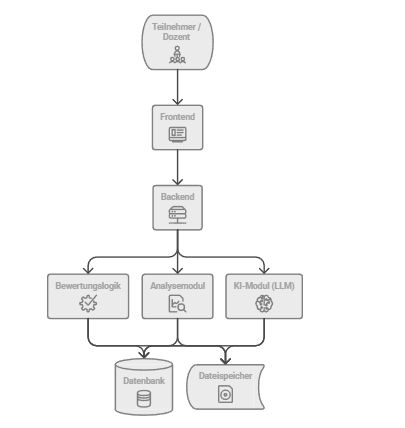 Teilnehmer /
Dozent
Frontend
Backend
Bewertungslogik
Analysemodul
KI-Modul (LLM)
Datenbank
Dateispeicher